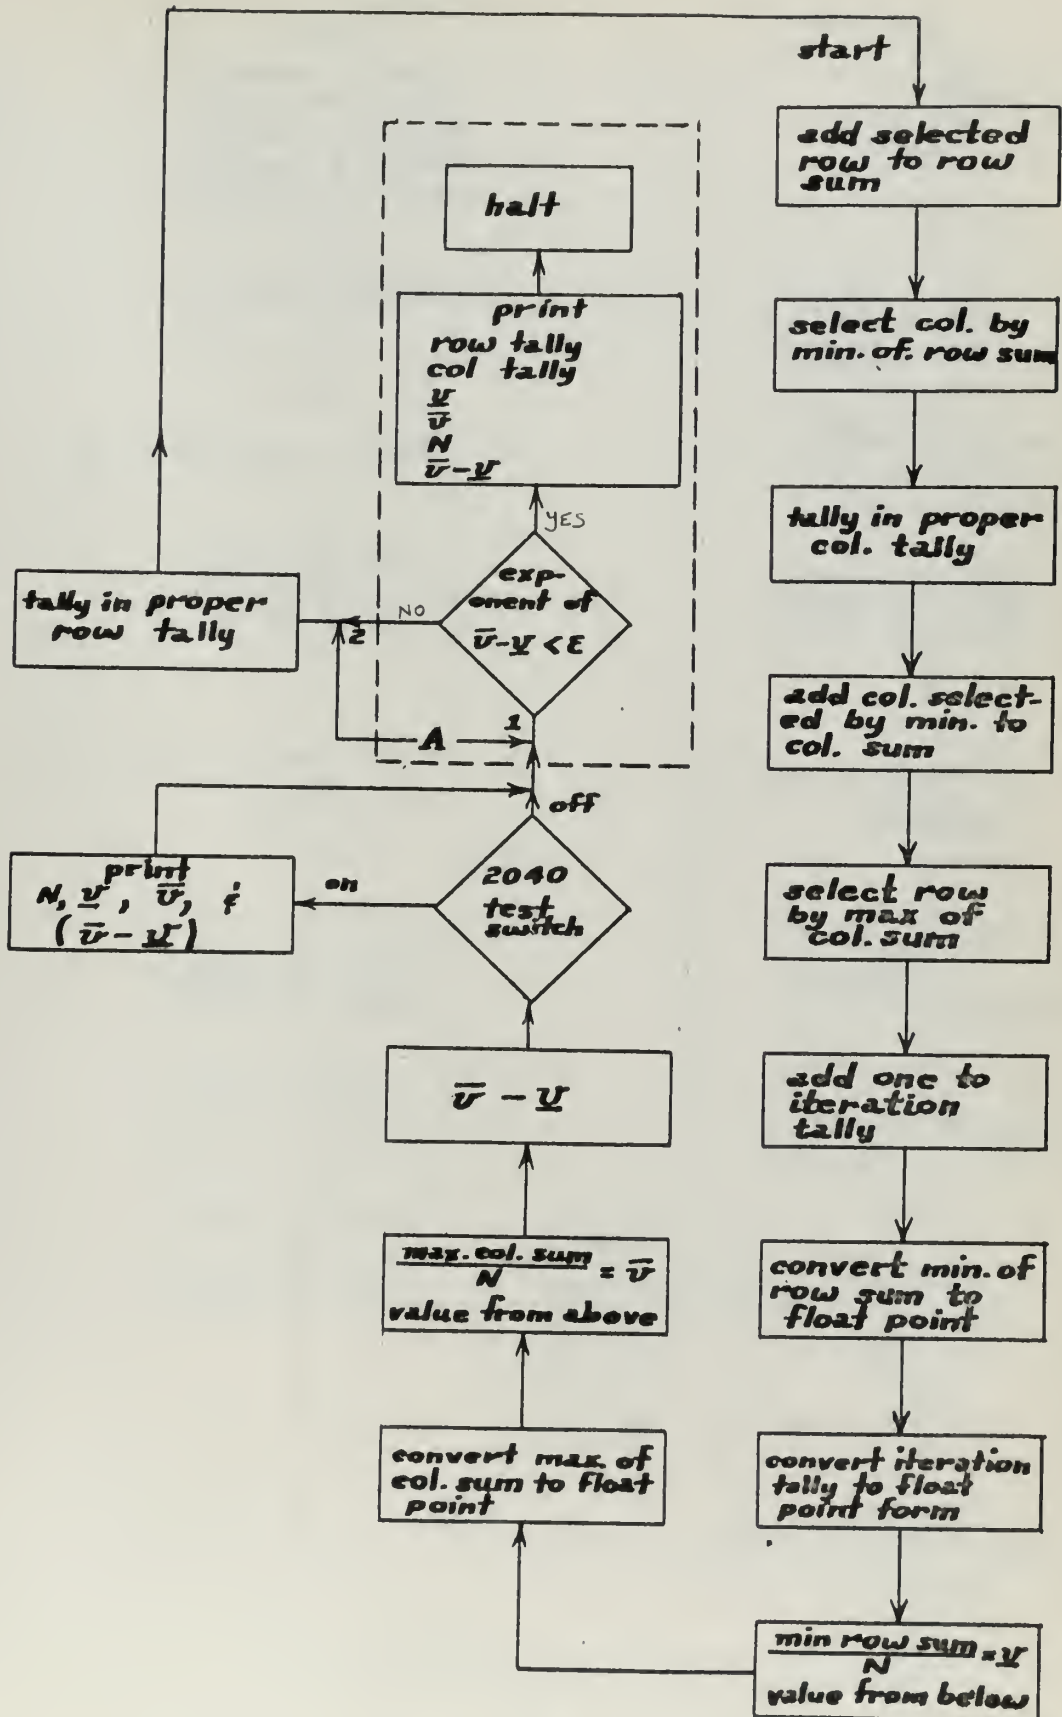 start
add selected
row to row
sum
select col. by
min. of. row sum
tally in proper
col. tally
add col. select-
ed by min. to
col. sum
select row
by max of
col. sum
add one to
iteration
tally
convert min. of
row sum to
float point
convert iteration
tally to float
point form
min row sum
N
= v̲
value from below
convert max. of
col. sum to float
point
max. col. sum
N
= v̅
value from above
v̅ - v̲
2040
test
switch
on
off
print
N, v̲, v̅, &
(v̅ - v̲)
A
1
2
exp-
onent of
v̅ - v̲ < ε
NO
YES
print
row tally
col tally
v̲
v̅
N
v̅ - v̲
halt
tally in proper
row tally